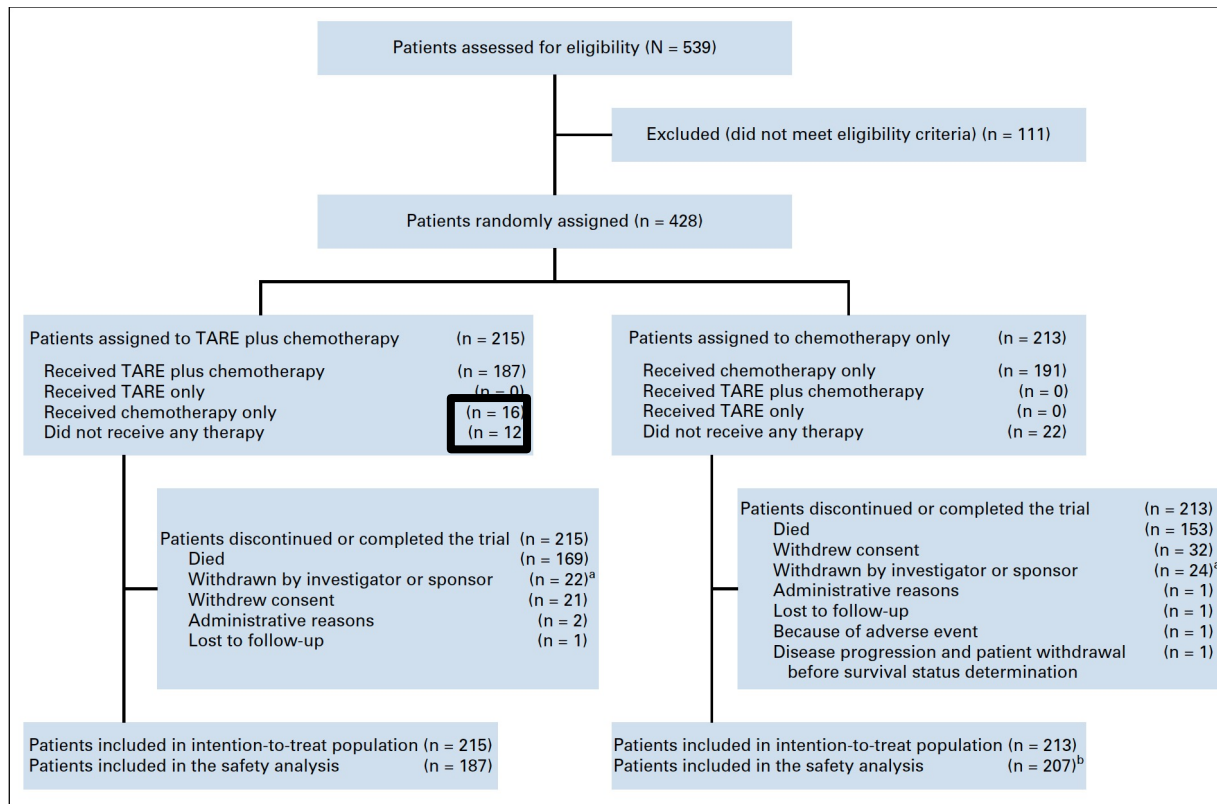 Patients assessed for eligibility (N = 539)
Excluded (did not meet eligibility criteria) (n = 111)
Patients randomly assigned (n = 428)
Patients assigned to TARE plus chemotherapy (n = 215)
Received TARE plus chemotherapy (n = 187)
Received TARE only (n = 0)
Received chemotherapy only (n = 16)
Did not receive any therapy (n = 12
Patients assigned to chemotherapy only (n = 213)
Received chemotherapy only (n = 191)
Received TARE plus chemotherapy (n = 0)
Received TARE only (n = 0)
Did not receive any therapy (n = 22)
Patients discontinued or completed the trial (n = 215)
Died (n = 169)
Withdrawn by investigator or sponsor (n = 22)a
Withdrew consent (n = 21)
Administrative reasons (n = 2)
Lost to follow-up (n = 1)
Patients discontinued or completed the trial (n = 213)
Died (n = 153)
Withdrew consent (n = 32)
Withdrawn by investigator or sponsor (n = 24)a
Administrative reasons (n = 1)
Lost to follow-up (n = 1)
Because of adverse event (n = 1)
Disease progression and patient withdrawal (n = 1)
before survival status determination
Patients included in intention-to-treat population (n = 215)
Patients included in the safety analysis (n = 187)
Patients included in intention-to-treat population (n = 213)
Patients included in the safety analysis (n = 207)b